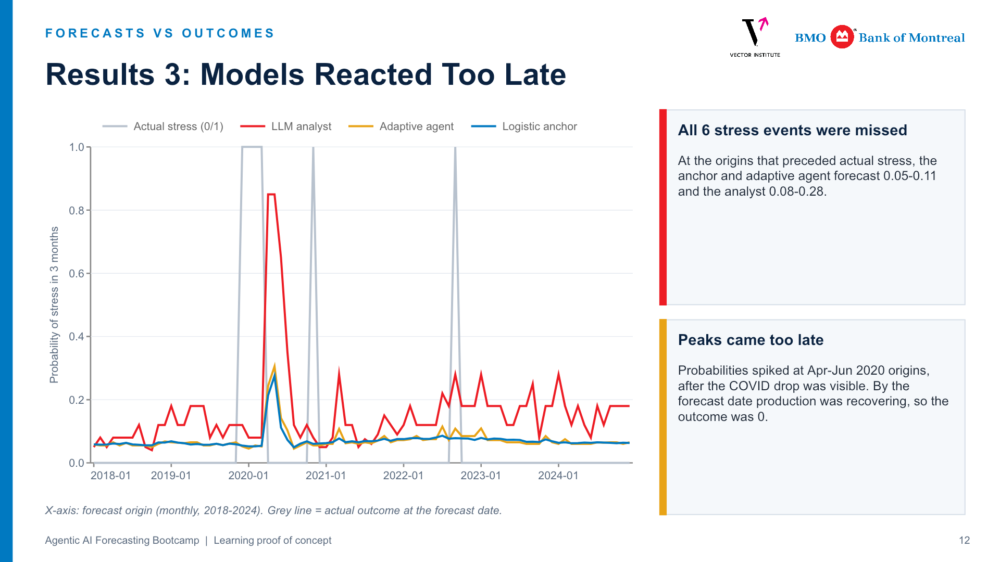 FORECASTS VS OUTCOMES
VECTOR INSTITUTE
BMO Bank of Montreal
®
Results 3: Models Reacted Too Late
Actual stress (0/1)
LLM analyst
Adaptive agent
Logistic anchor
Probability of stress in 3 months
1.0
0.8
0.6
0.4
0.2
0.0
2018-01
2019-01
2020-01
2021-01
2022-01
2023-01
2024-01
X-axis: forecast origin (monthly, 2018-2024). Grey line = actual outcome at the forecast date.
All 6 stress events were missed
At the origins that preceded actual stress, the
anchor and adaptive agent forecast 0.05-0.11
and the analyst 0.08-0.28.
Peaks came too late
Probabilities spiked at Apr-Jun 2020 origins,
after the COVID drop was visible. By the
forecast date production was recovering, so the
outcome was 0.
Agentic AI Forecasting Bootcamp | Learning proof of concept
12